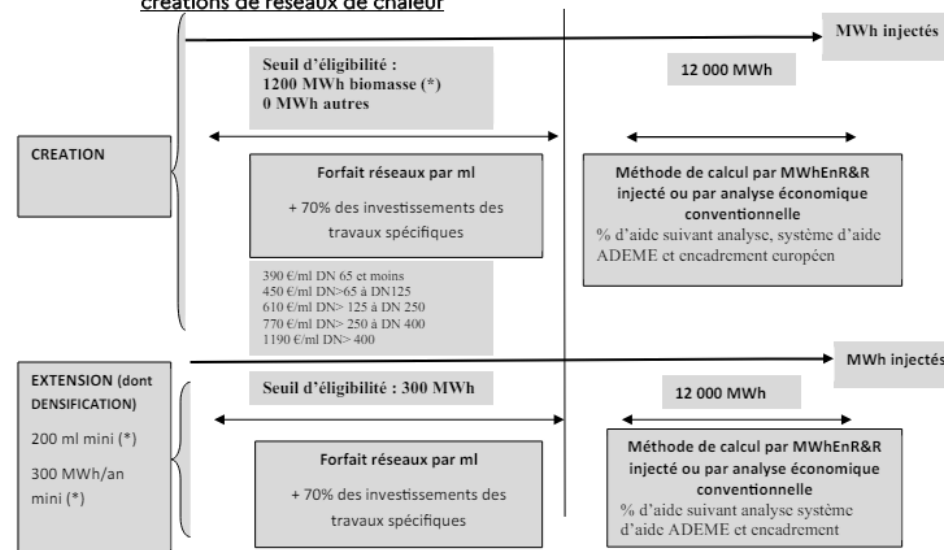 créations de réseaux de chaleur
MWh injectés
Seuil d'éligibilité :
1200 MWh biomasse (*)
0 MWh autres
12 000 MWh
CREATION
Forfait réseaux par ml
+ 70% des investissements des
travaux spécifiques
Méthode de calcul par MWhEnR&R
injecté ou par analyse économique
conventionnelle
% d'aide suivant analyse, système d'aide
ADEME et encadrement européen
390 €/ml DN 65 et moins
450 €/ml DN>65 à DN125
610 €/ml DN> 125 à DN 250
770 €/ml DN> 250 à DN 400
1190 €/ml DN> 400
MWh injectés
EXTENSION (dont
DENSIFICATION)
200 ml mini (*)
300 MWh/an
mini (*)
Seuil d'éligibilité : 300 MWh
12 000 MWh
Forfait réseaux par ml
+ 70% des investissements des
travaux spécifiques
Méthode de calcul par MWhEnR&R
injecté ou par analyse économique
conventionnelle
% d'aide suivant analyse système
d'aide ADEME et encadrement